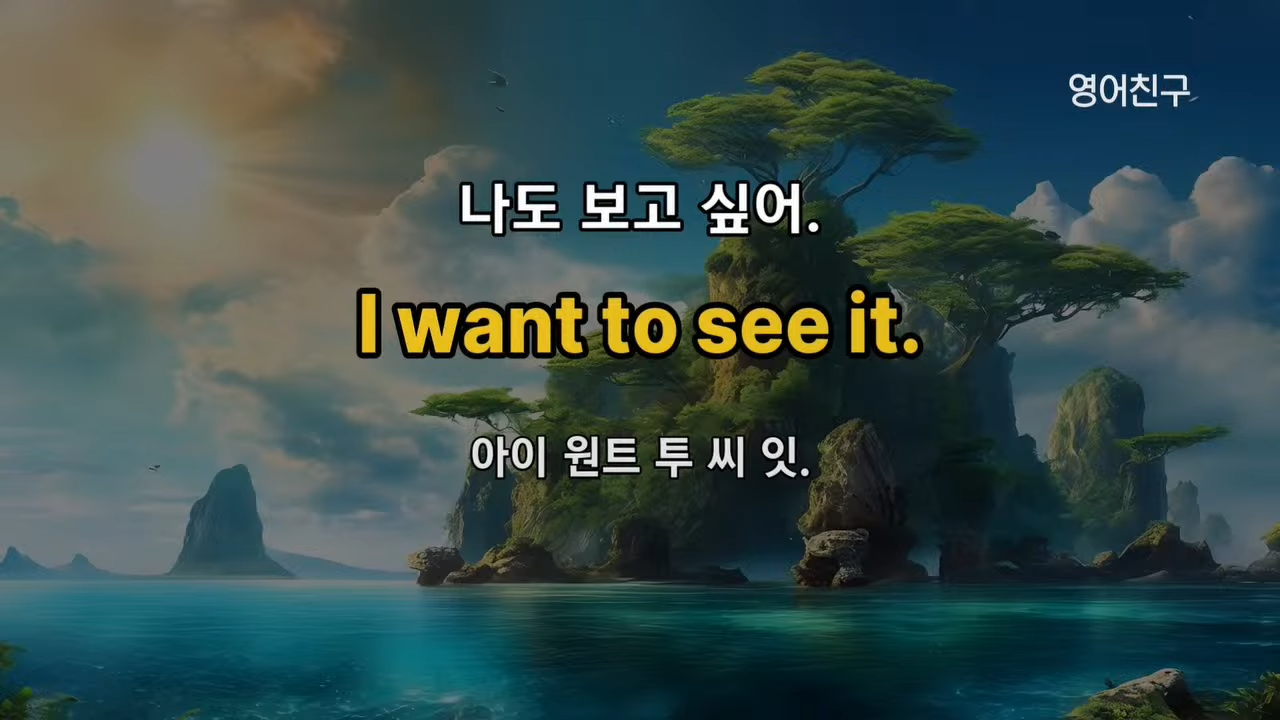 영어친구
나도 보고 싶어.
I want to see it.
아이 원트 투 씨 잇.